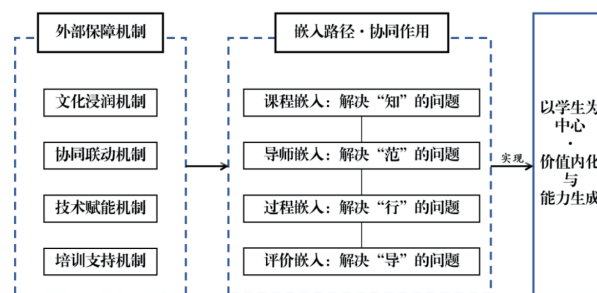 外部保障机制
文化浸润机制
协同联动机制
技术赋能机制
培训支持机制
嵌入路径·协同作用
课程嵌入：解决“知”的问题
导师嵌入：解决“范”的问题
过程嵌入：解决“行”的问题
评价嵌入：解决“导”的问题
实现
以学生为
中心
·
价值内化
与
能力生成